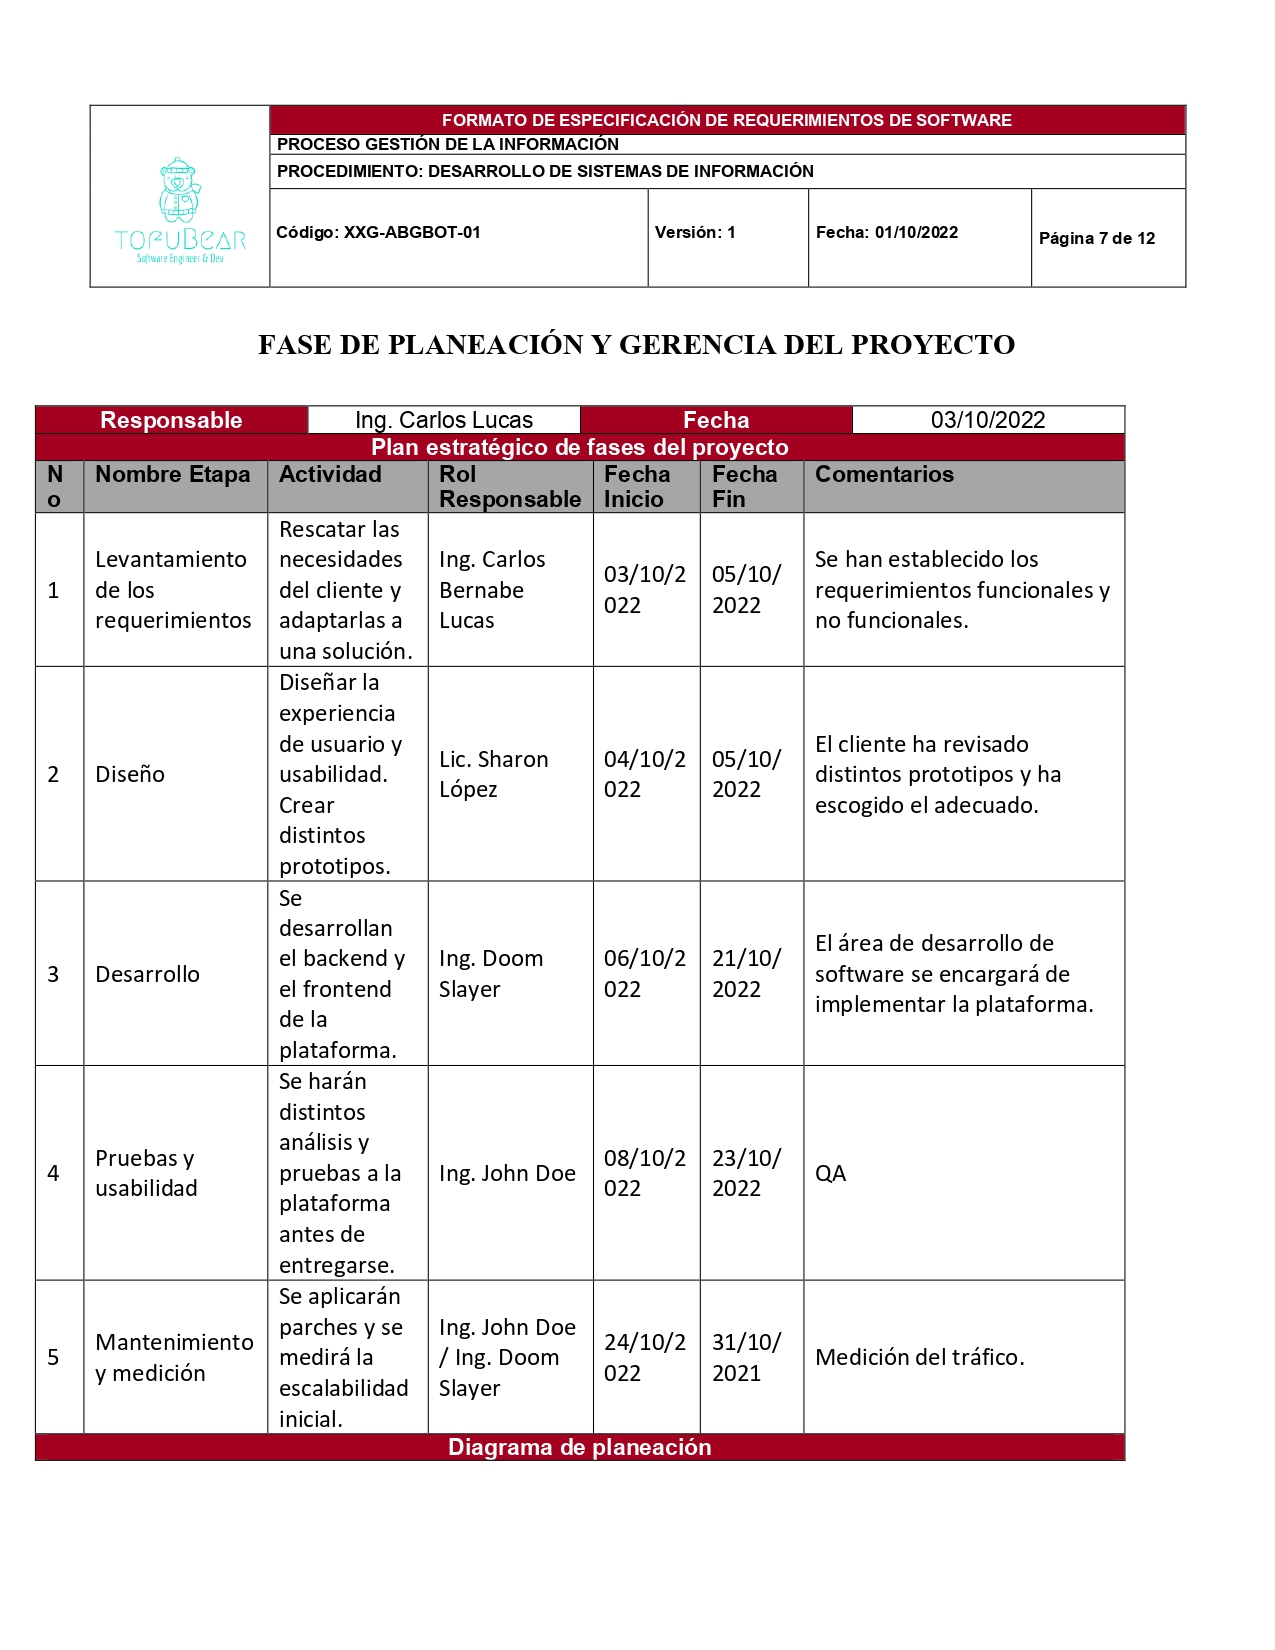 TOFUBEAR
Software Engineer & Dev
FORMATO DE ESPECIFICACIÓN DE REQUERIMIENTOS DE SOFTWARE
PROCESO GESTIÓN DE LA INFORMACIÓN
PROCEDIMIENTO: DESARROLLO DE SISTEMAS DE INFORMACIÓN
Código: XXG-ABGBOT-01
Versión: 1
Fecha: 01/10/2022
Página 7 de 12
FASE DE PLANEACIÓN Y GERENCIA DEL PROYECTO
Responsable
Ing. Carlos Lucas
Fecha
03/10/2022
Plan estratégico de fases del proyecto
N
o
Nombre Etapa
Actividad
Rol
Responsable
Fecha
Inicio
Fecha
Fin
Comentarios
1
Levantamiento
de los
requerimientos
Rescatar las
necesidades
del cliente y
adaptarlas a
una solución.
Ing. Carlos
Bernabe
Lucas
03/10/2
022
05/10/
2022
Se han establecido los
requerimientos funcionales y
no funcionales.
2
Diseño
Diseñar la
experiencia
de usuario y
usabilidad.
Crear
distintos
prototipos.
Lic. Sharon
López
04/10/2
022
05/10/
2022
El cliente ha revisado
distintos prototipos y ha
escogido el adecuado.
3
Desarrollo
Se
desarrollan
el backend y
el frontend
de la
plataforma.
Ing. Doom
Slayer
06/10/2
022
21/10/
2022
El área de desarrollo de
software se encargará de
implementar la plataforma.
4
Pruebas y
usabilidad
Se harán
distintos
análisis y
pruebas a la
plataforma
antes de
entregarse.
Ing. John Doe
08/10/2
022
23/10/
2022
QA
5
Mantenimiento
y medición
Se aplicarán
parches y se
medirá la
escalabilidad
inicial.
Ing. John Doe
/ Ing. Doom
Slayer
24/10/2
022
31/10/
2021
Medición del tráfico.
Diagrama de planeación